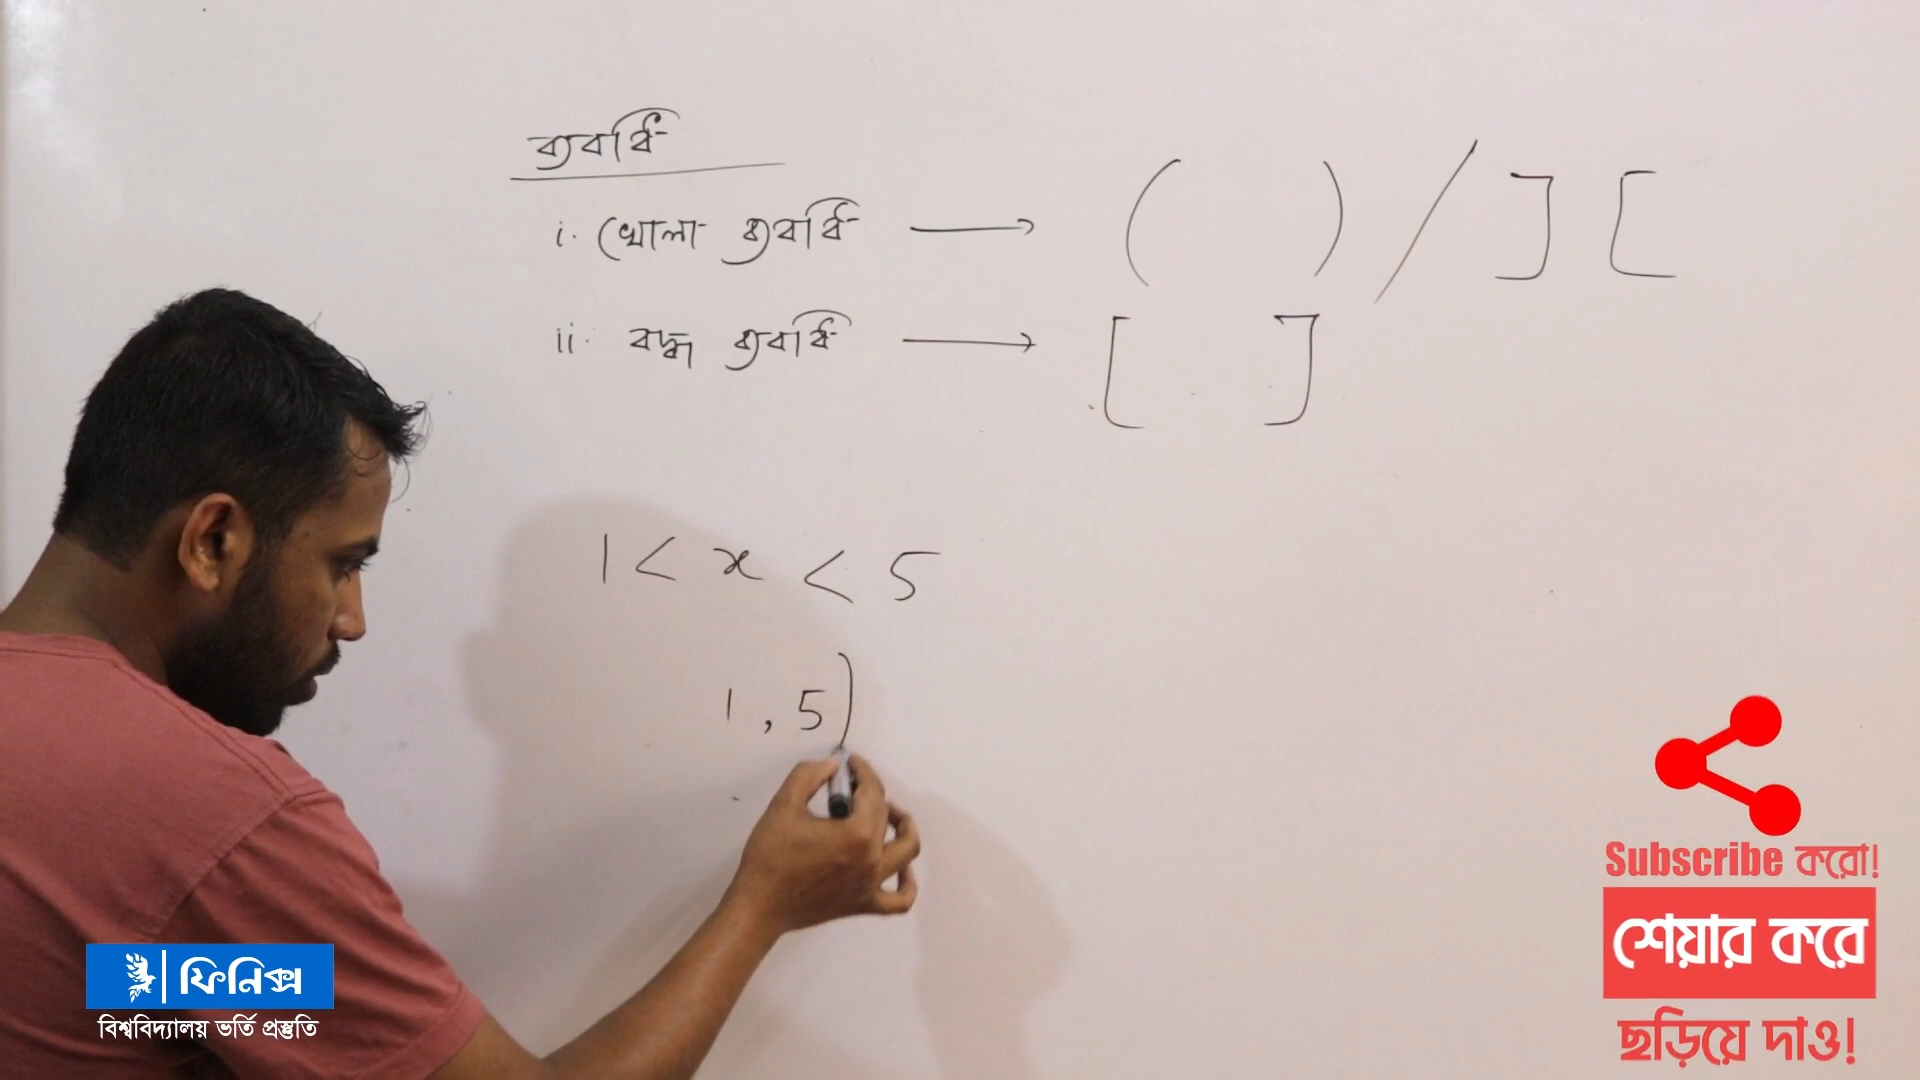 ব্যবধি
i. খোলা ব্যবধি → ( ) / ] [
ii. বদ্ধ ব্যবধি → [ ]
1 < x < 5
1, 5)
Subscribe করো!
শেয়ার করে
ছড়িয়ে দাও!
ফিনিক্স
বিশ্ববিদ্যালয় ভর্তি প্রস্তুতি